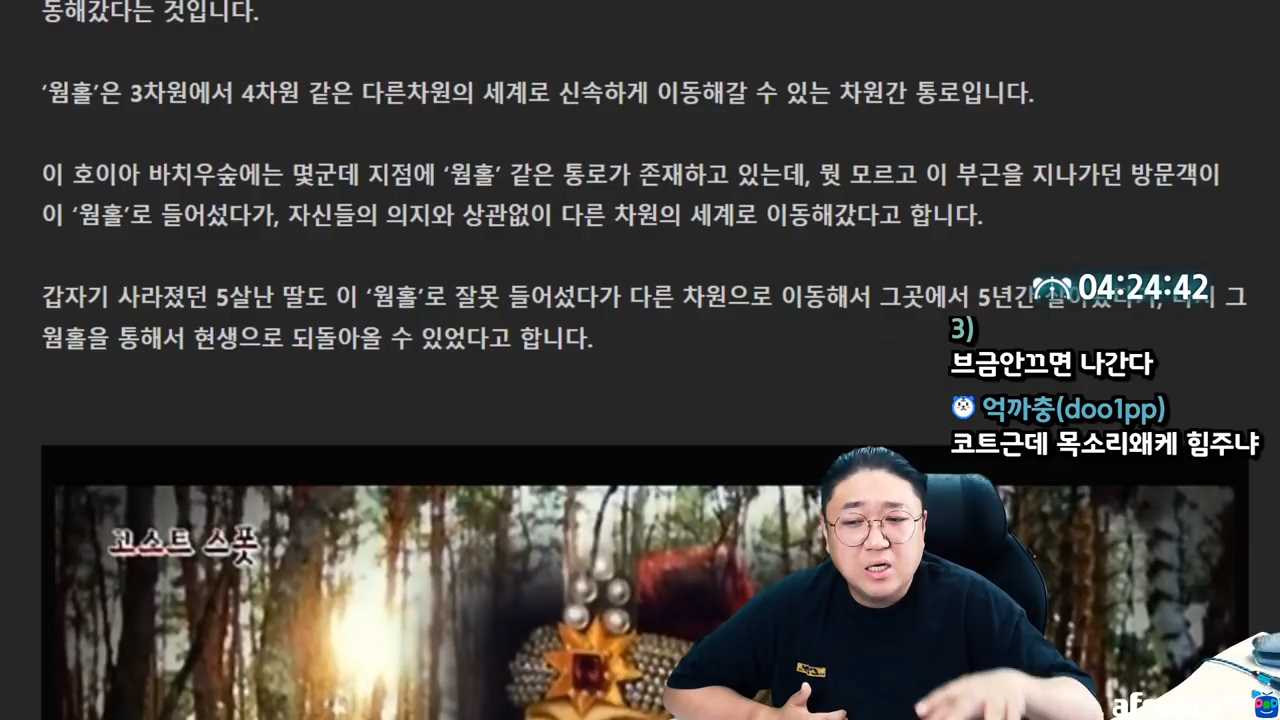 동해갔다는 것입니다.
‘웜홀’은 3차원에서 4차원 같은 다른차원의 세계로 신속하게 이동해갈 수 있는 차원간 통로입니다.
이 호이아 바치우숲에는 몇군데 지점에 ‘웜홀’ 같은 통로가 존재하고 있는데, 뭣 모르고 이 부근을 지나가던 방문객이
이 ‘웜홀’로 들어섰다가, 자신들의 의지와 상관없이 다른 차원의 세계로 이동해갔다고 합니다.
갑자기 사라졌던 5살난 딸도 이 ‘웜홀’로 잘못 들어섰다가 다른 차원으로 이동해서 그곳에서 5년간 그
04:24:42
웜홀을 통해서 현생으로 되돌아올 수 있었다고 합니다.
3)
브금안끄면 나간다
억까충(doo1pp)
코트근데 목소리왜케 힘주냐
고스트 스폿